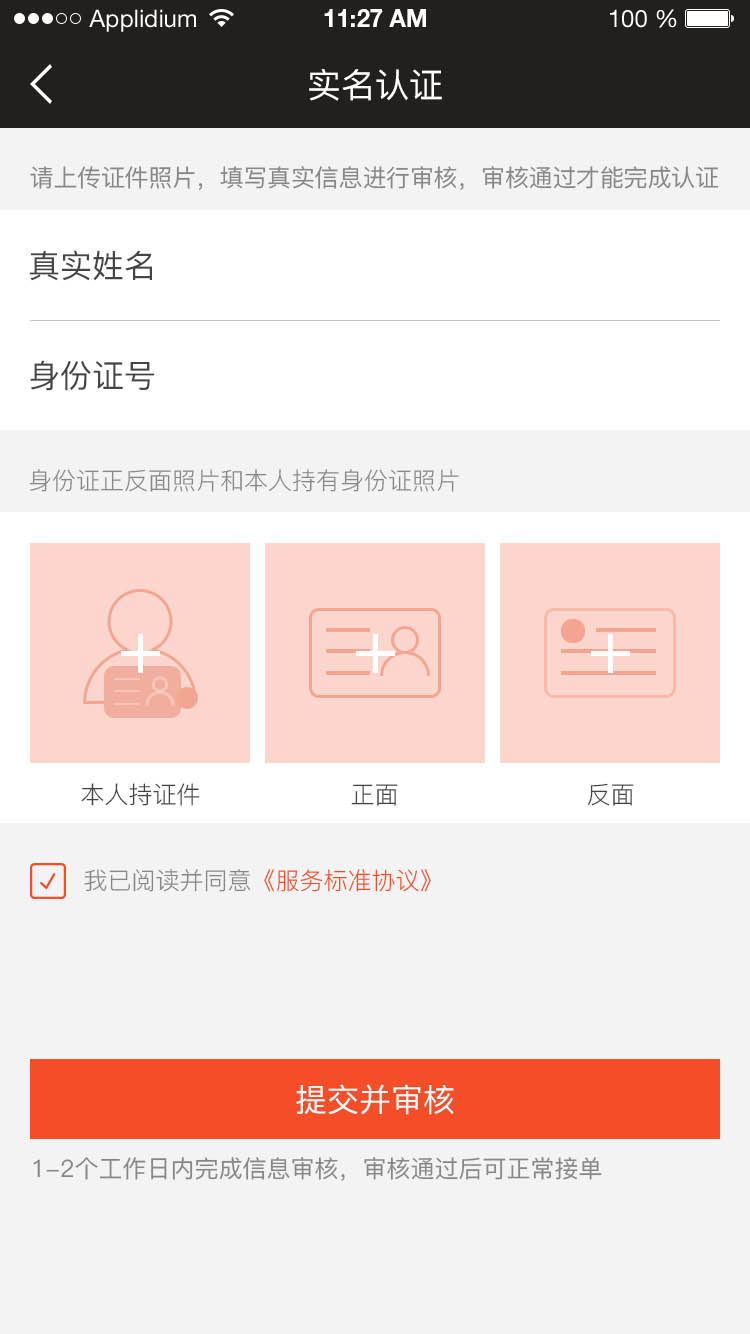 Applidium 11:27 AM 100 %
实名认证
请上传证件照片，填写真实信息进行审核，审核通过才能完成认证
真实姓名
身份证号
身份证正反面照片和本人持有身份证照片
本人持证件 正面 反面
我已阅读并同意《服务标准协议》
提交并审核
1-2个工作日内完成信息审核，审核通过后可正常接单